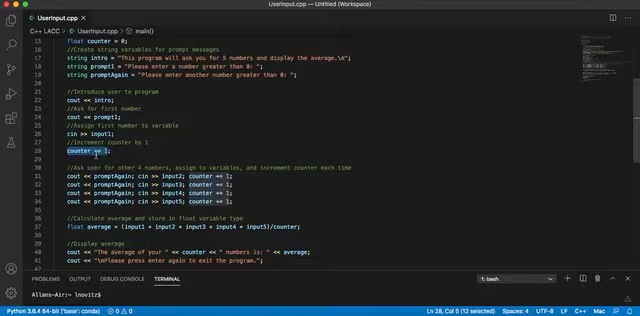 UserInput.cpp — Untitled (Workspace)
UserInput.cpp ×
C++ LACC > UserInput.cpp > main()
15 float counter = 0;
16 //Create string variables for prompt messages
17 string intro = "This program will ask you for 5 numbers and display the average.\n";
18 string prompt1 = "Please enter a number greater than 0: ";
19 string promptAgain = "Please enter another number greater than 0: ";
20
21 //Introduce user to program
22 cout << intro;
23 //Ask for first number
24 cout << prompt1;
25 //Assign first number to variable
26 cin >> input1;
27 //Increment counter by 1
28 counter += 1;
29
30 //Ask user for other 4 numbers, assign to variables, and increment counter each time
31 cout << promptAgain; cin >> input2; counter += 1;
32 cout << promptAgain; cin >> input3; counter += 1;
33 cout << promptAgain; cin >> input4; counter += 1;
34 cout << promptAgain; cin >> input5; counter += 1;
35
36 //Calculate average and store in float variable type
37 float average = (input1 + input2 + input3 + input4 + input5)/counter;
38
39 //Display average
40 cout << "The average of your " << counter << " numbers is: " << average;
41 cout << "\nPlease press enter again to exit the program.";
42
PROBLEMS OUTPUT DEBUG CONSOLE TERMINAL 1: bash
Allans-Air:~ lnovitz$
Python 3.6.4 64-bit ('base': conda) 0 0 Ln 28, Col 5 (12 selected) Spaces: 4 UTF-8 LF C++ Mac